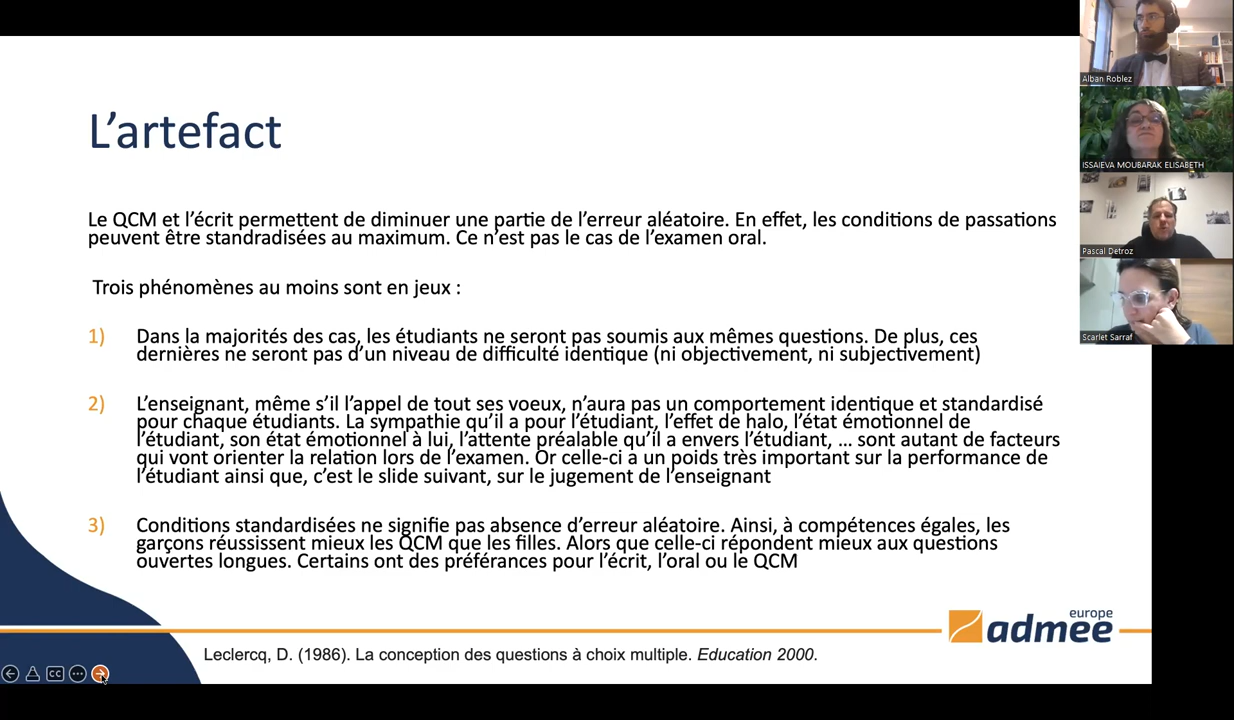 L'artefact
Le QCM et l'écrit permettent de diminuer une partie de l'erreur aléatoire. En effet, les conditions de passations
peuvent être standradisées au maximum. Ce n'est pas le cas de l'examen oral.
Trois phénomènes au moins sont en jeux :
1) Dans la majorités des cas, les étudiants ne seront pas soumis aux mêmes questions. De plus, ces
dernières ne seront pas d'un niveau de difficulté identique (ni objectivement, ni subjectivement)
2) L'enseignant, même s'il l'appel de tout ses voeux, n'aura pas un comportement identique et standardisé
pour chaque étudiants. La sympathie qu'il a pour l'étudiant, l'effet de halo, l'état émotionnel de
l'étudiant, son état émotionnel à lui, l'attente préalable qu'il a envers l'étudiant, ... sont autant de facteurs
qui vont orienter la relation lors de l'examen. Or celle-ci a un poids très important sur la performance de
l'étudiant ainsi que, c'est le slide suivant, sur le jugement de l'enseignant
3) Conditions standardisées ne signifie pas absence d'erreur aléatoire. Ainsi, à compétences égales, les
garçons réussissent mieux les QCM que les filles. Alors que celle-ci répondent mieux aux questions
ouvertes longues. Certains ont des préférances pour l'écrit, l'oral ou le QCM
europe
admee
Leclercq, D. (1986). La conception des questions à choix multiple. Education 2000.
CC
Alban Roblez
ISSAIEVA MOUBARAK ELISABETH
Pascal Detroz
Scarlet Sarraf